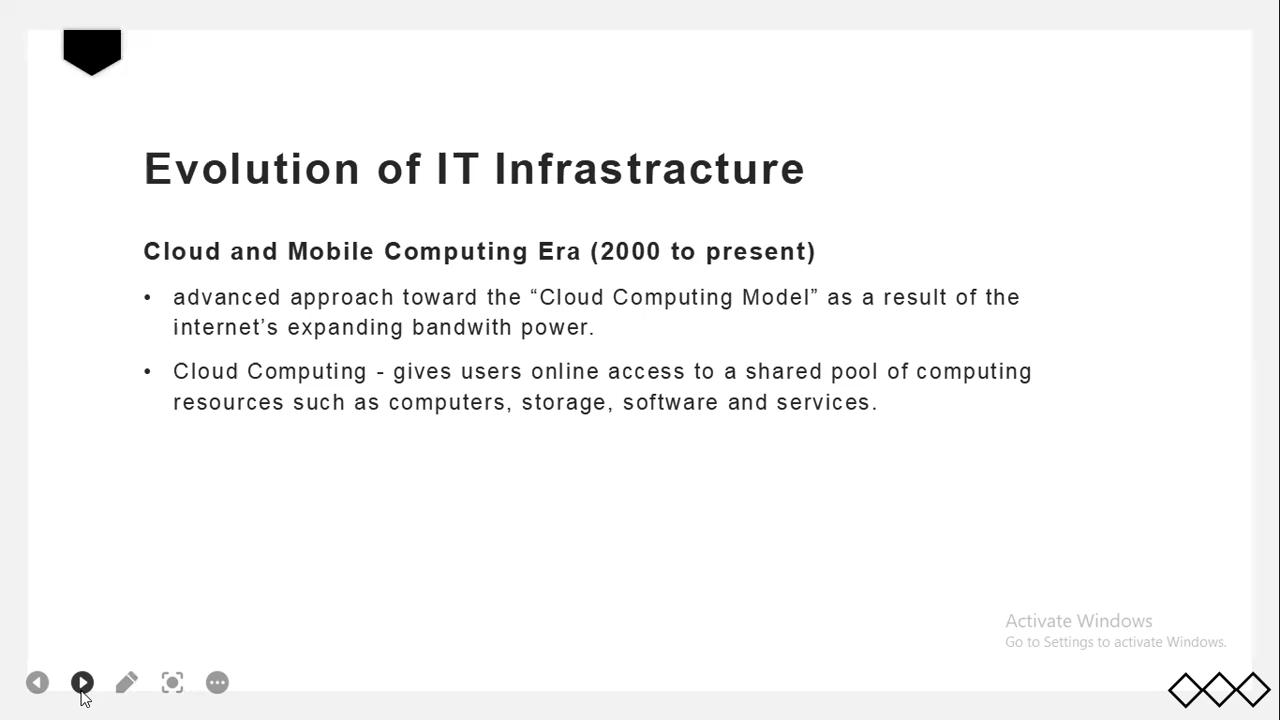 Evolution of IT Infrastracture
Cloud and Mobile Computing Era (2000 to present)
• advanced approach toward the “Cloud Computing Model” as a result of the
internet’s expanding bandwith power.
• Cloud Computing - gives users online access to a shared pool of computing
resources such as computers, storage, software and services.
Activate Windows
Go to Settings to activate Windows.